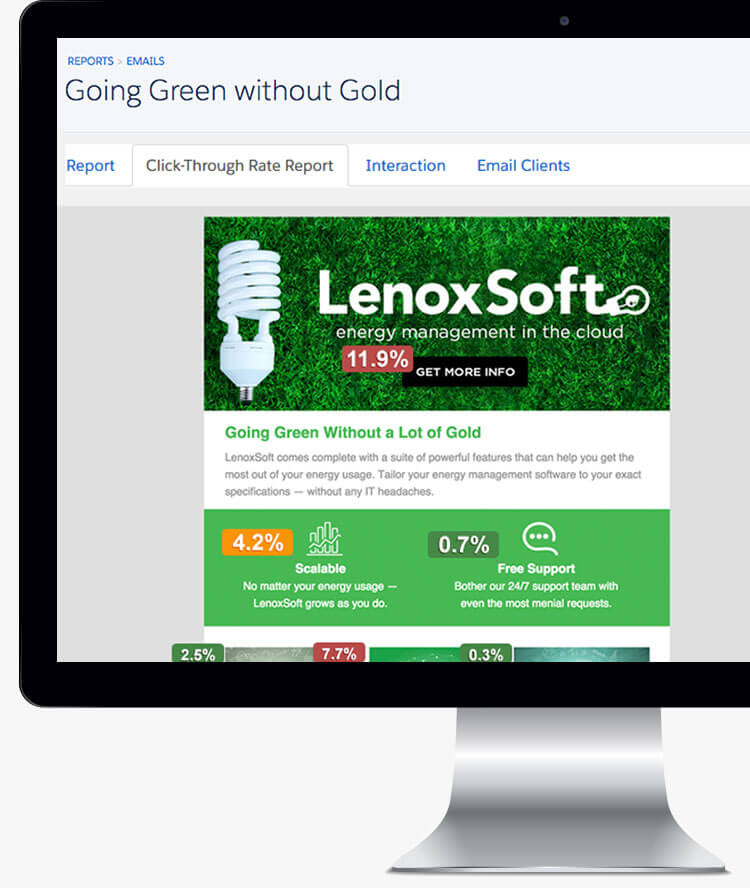 REPORTS > EMAILS
Going Green without Gold
Report
Click-Through Rate Report
Interaction
Email Clients
LenoxSoft
energy management in the cloud
11.9%
GET MORE INFO
Going Green Without a Lot of Gold
LenoxSoft comes complete with a suite of powerful features that can help you get the
most out of your energy usage. Tailor your energy management software to your exact
specifications — without any IT headaches.
4.2%
Scalable
No matter your energy usage —
LenoxSoft grows as you do.
0.7%
Free Support
Bother our 24/7 support team with
even the most menial requests.
2.5%
7.7%
0.3%